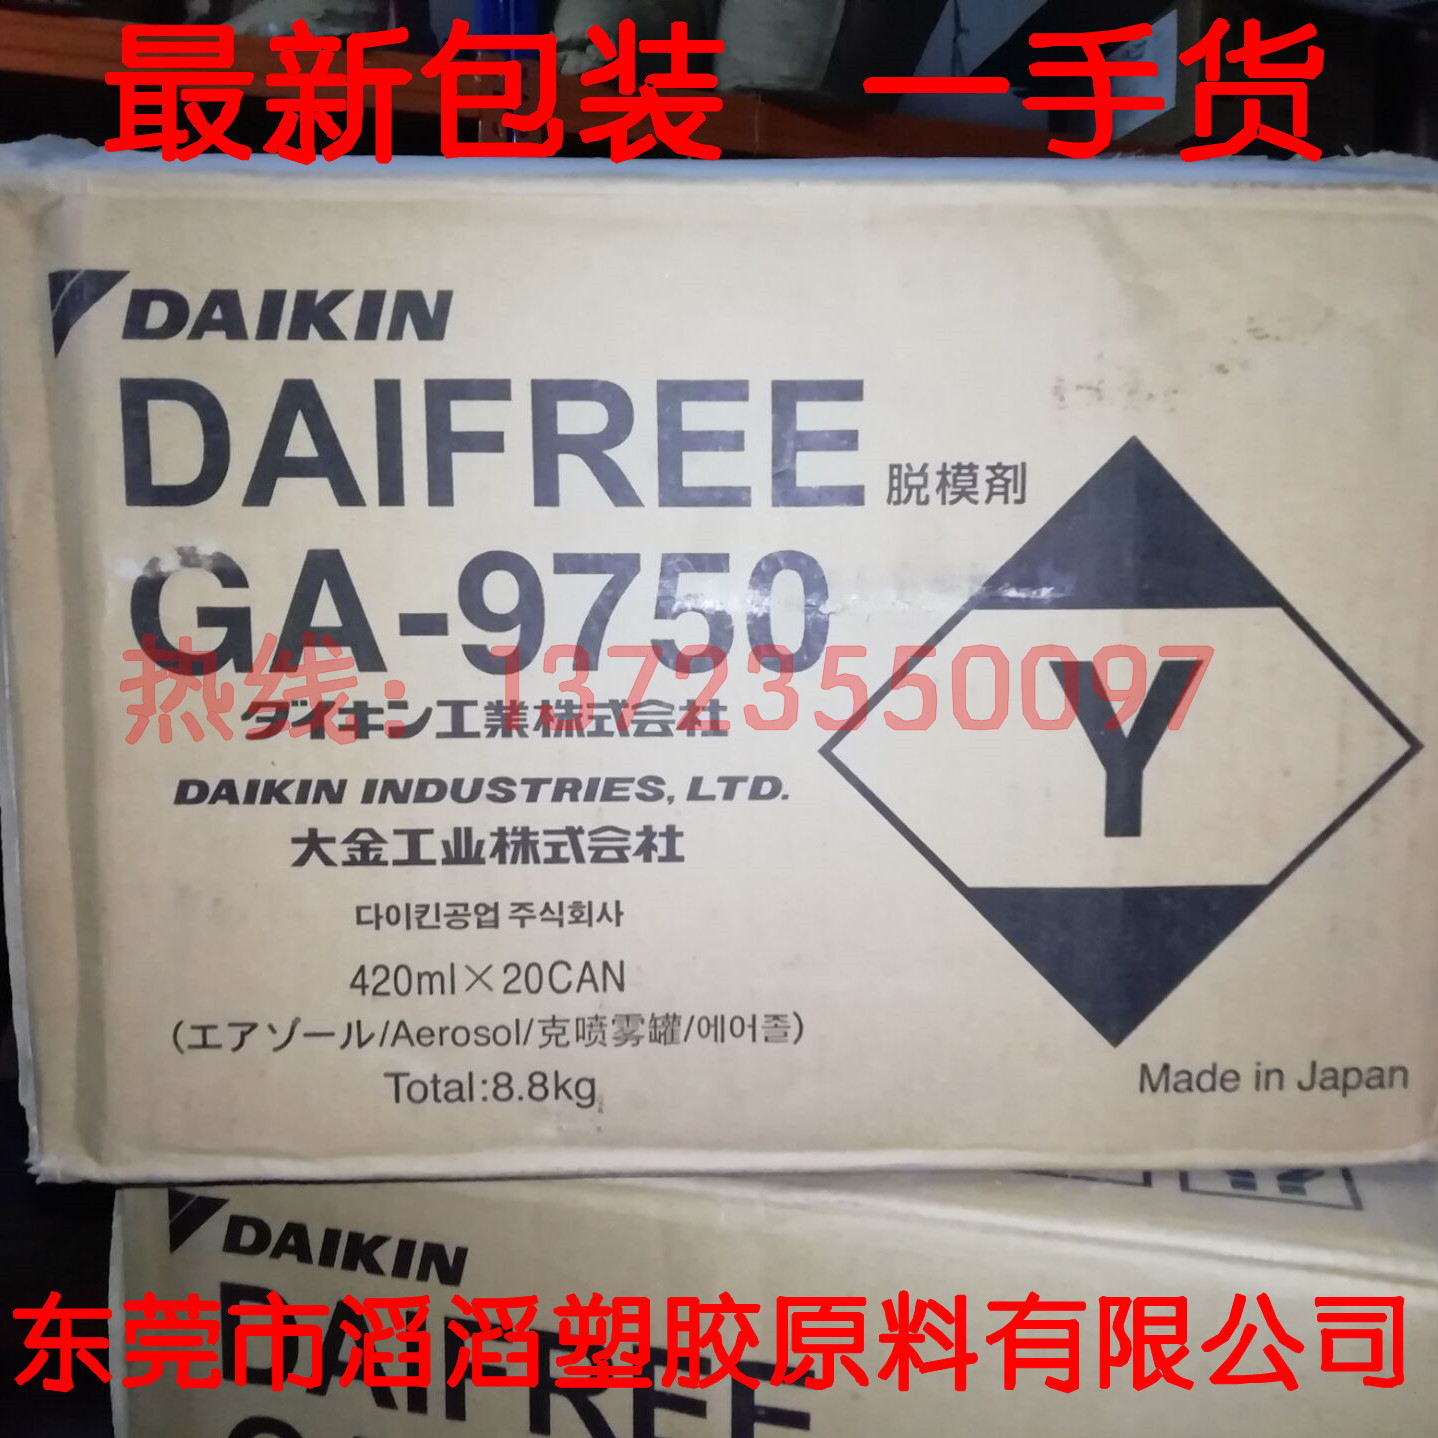 最新包装 一手货
DAIKIN
DAIFREE 脱模剂
GA-9750
热线：13723550097
ダイキン工業株式会社
DAIKIN INDUSTRIES, LTD.
大金工业株式会社
다이킨공업 주식회사
420ml×20CAN
(エアゾール/Aerosol/克喷雾罐/에어졸)
Total:8.8kg
Y
Made in Japan
DAIKIN
DAIFREE
东莞市滔滔塑胶原料有限公司